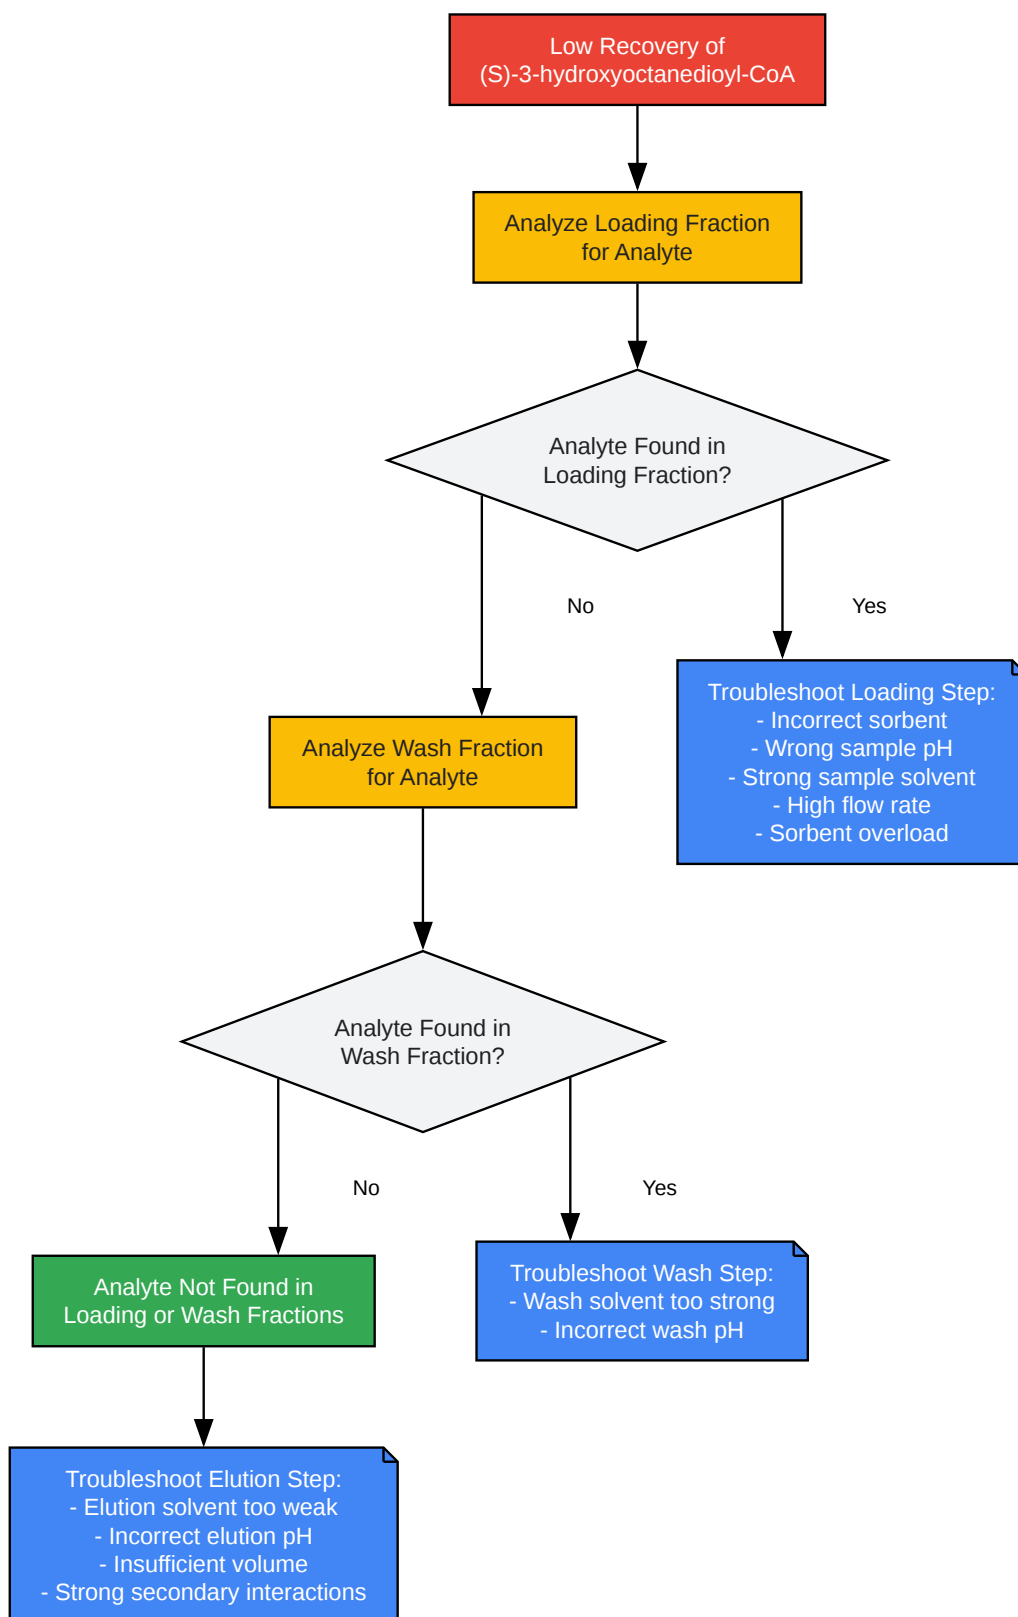 Low Recovery of
(S)-3-hydroxyoctanedioyl-CoA
Analyze Loading Fraction
for Analyte
Analyte Found in
Loading Fraction?
No
Yes
Troubleshoot Loading Step:
- Incorrect sorbent
- Wrong sample pH
- Strong sample solvent
- High flow rate
- Sorbent overload
Analyze Wash Fraction
for Analyte
Analyte Found in
Wash Fraction?
No
Yes
Analyte Not Found in
Loading or Wash Fractions
Troubleshoot Wash Step:
- Wash solvent too strong
- Incorrect wash pH
Troubleshoot Elution Step:
- Elution solvent too weak
- Incorrect elution pH
- Insufficient volume
- Strong secondary interactions